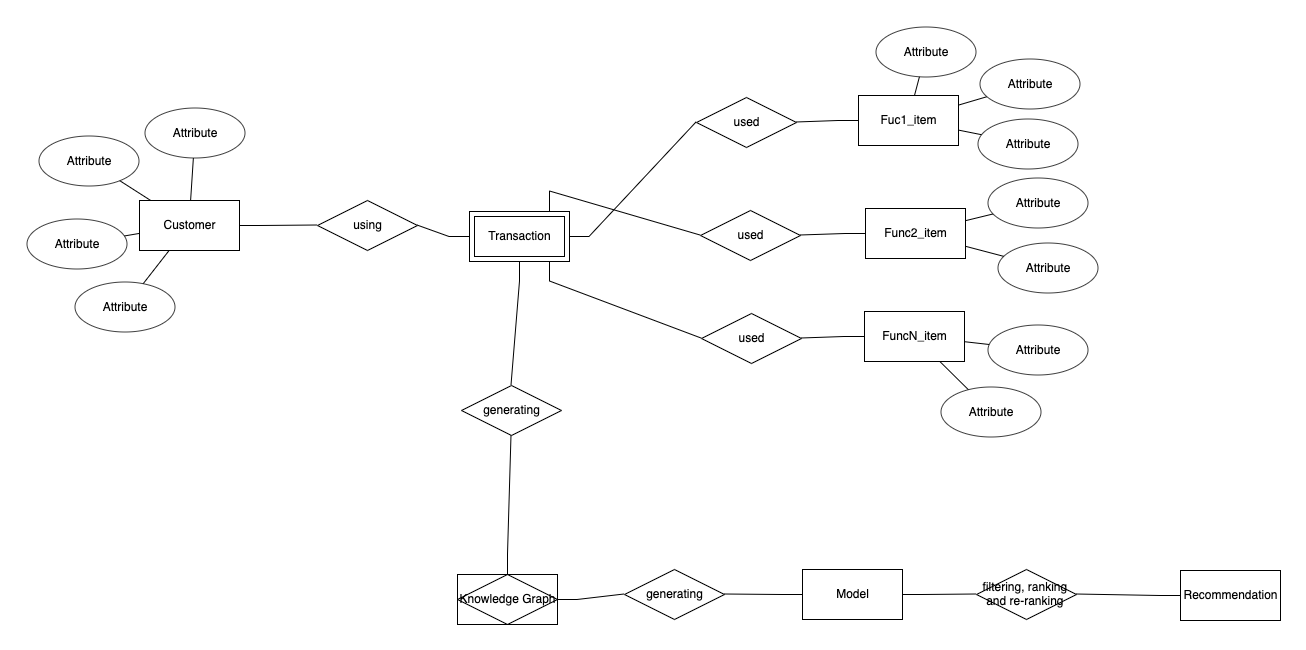 Attribute
Attribute
Attribute
used
Fuc1_item
Attribute
Attribute
Attribute
Attribute
Attribute
Customer
using
Transaction
used
Func2_item
Attribute
Attribute
Attribute
used
FuncN_item
Attribute
Attribute
generating
Knowledge Graph
generating
Model
filtering, ranking
and re-ranking
Recommendation